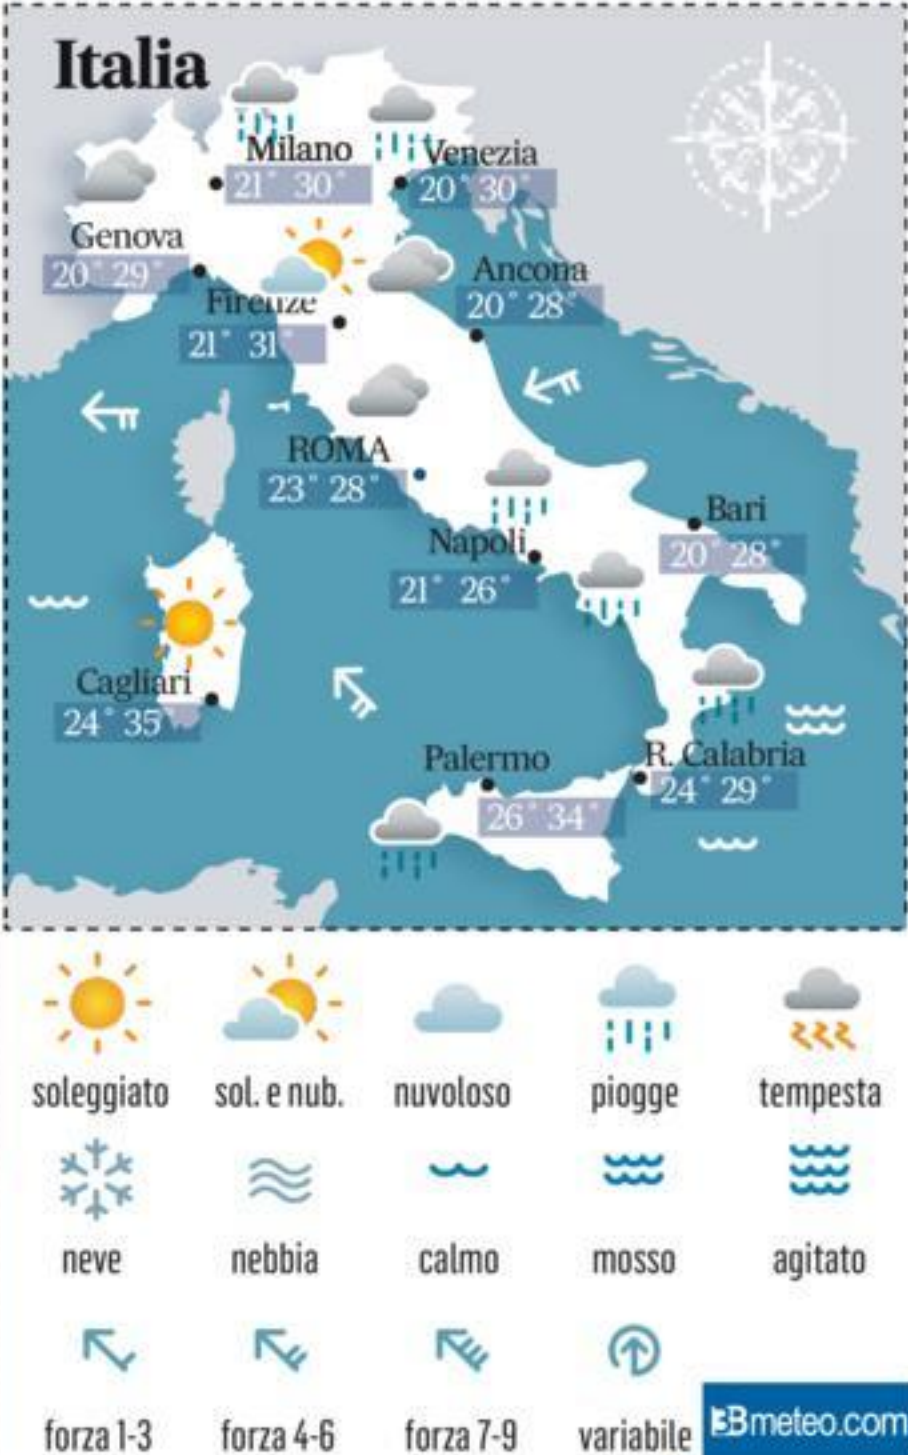 Italia
Milano
21° 30°
Venezia
20° 30°
Genova
20° 29°
Firenze
21° 31°
Ancona
20° 28°
ROMA
23° 28°
Bari
20° 28°
Napoli
21° 26°
Cagliari
24° 35°
Palermo
26° 34°
R. Calabria
24° 29°
soleggiato sol. e nub. nuvoloso piogge tempesta
neve nebbia calmo mosso agitato
forza 1-3 forza 4-6 forza 7-9 variabile
3Bmeteo.com